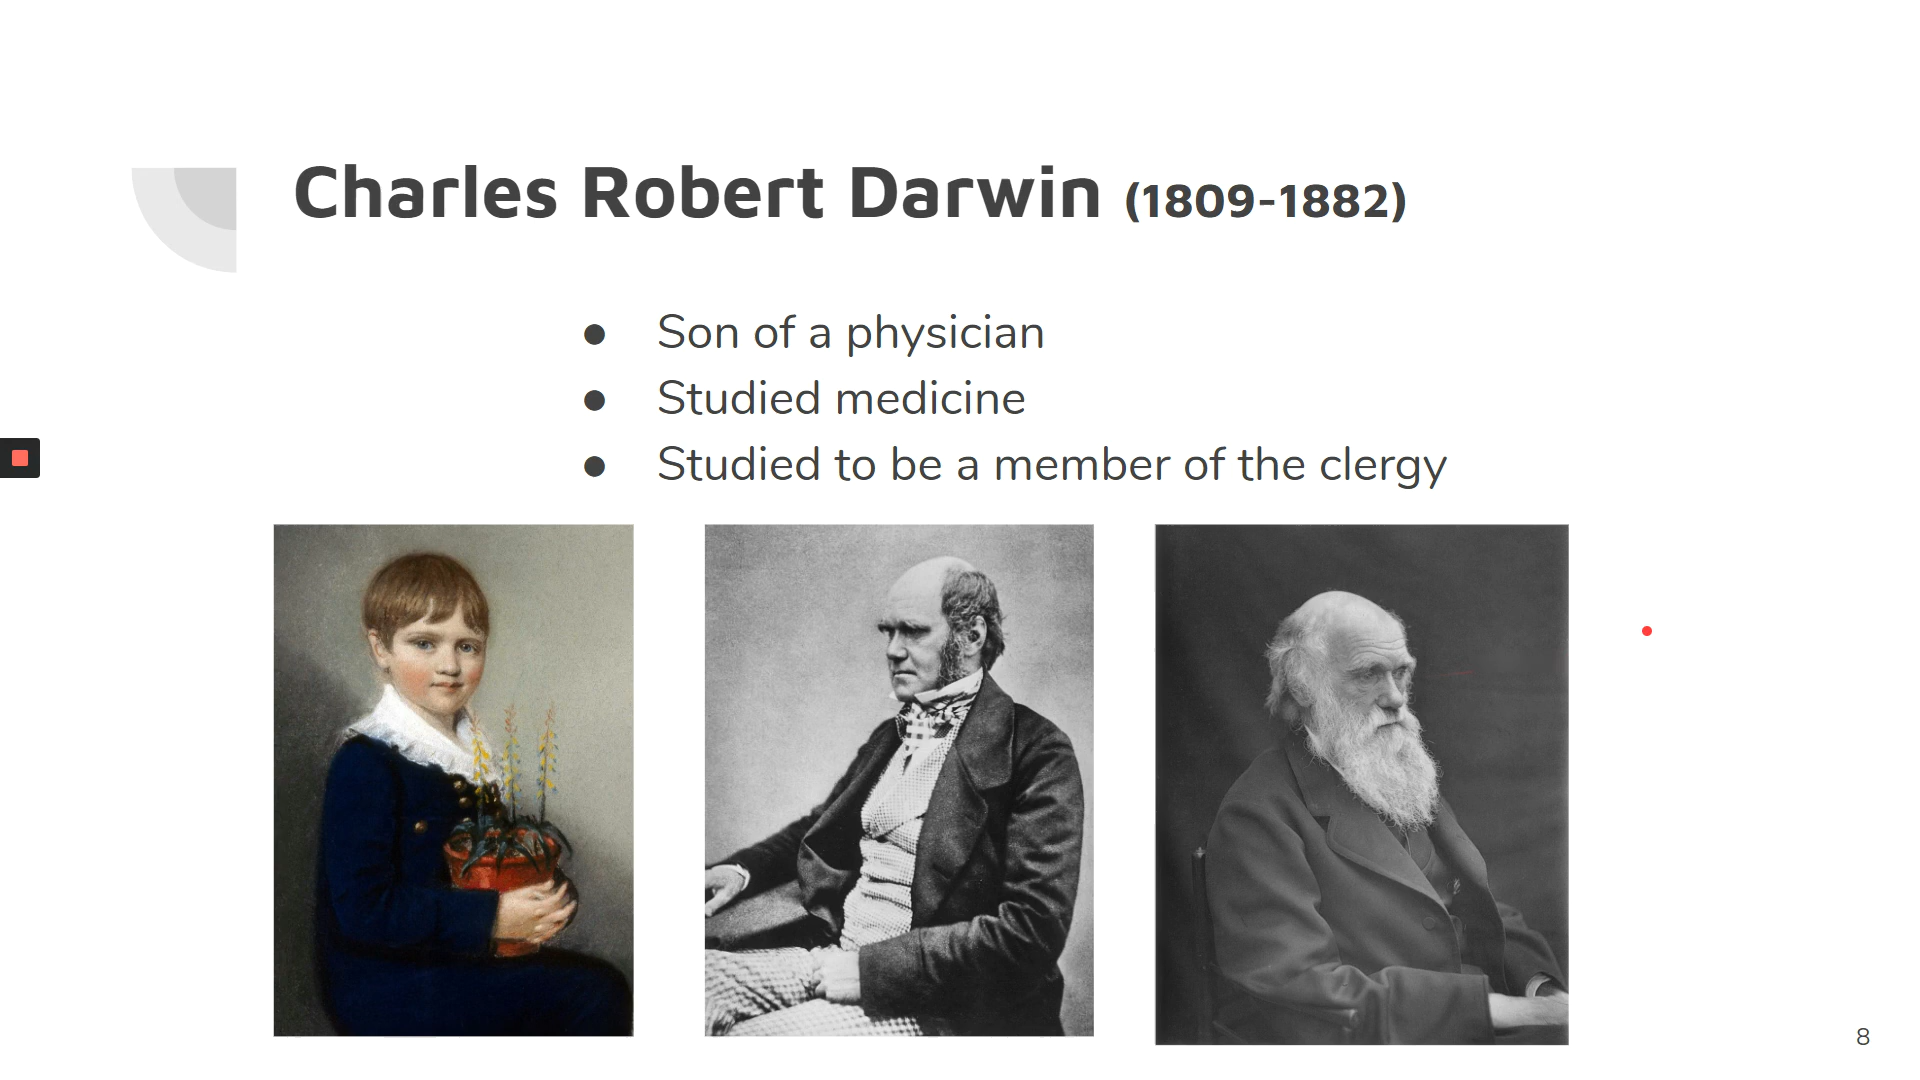 Charles Robert Darwin (1809-1882)
● Son of a physician
● Studied medicine
● Studied to be a member of the clergy
8